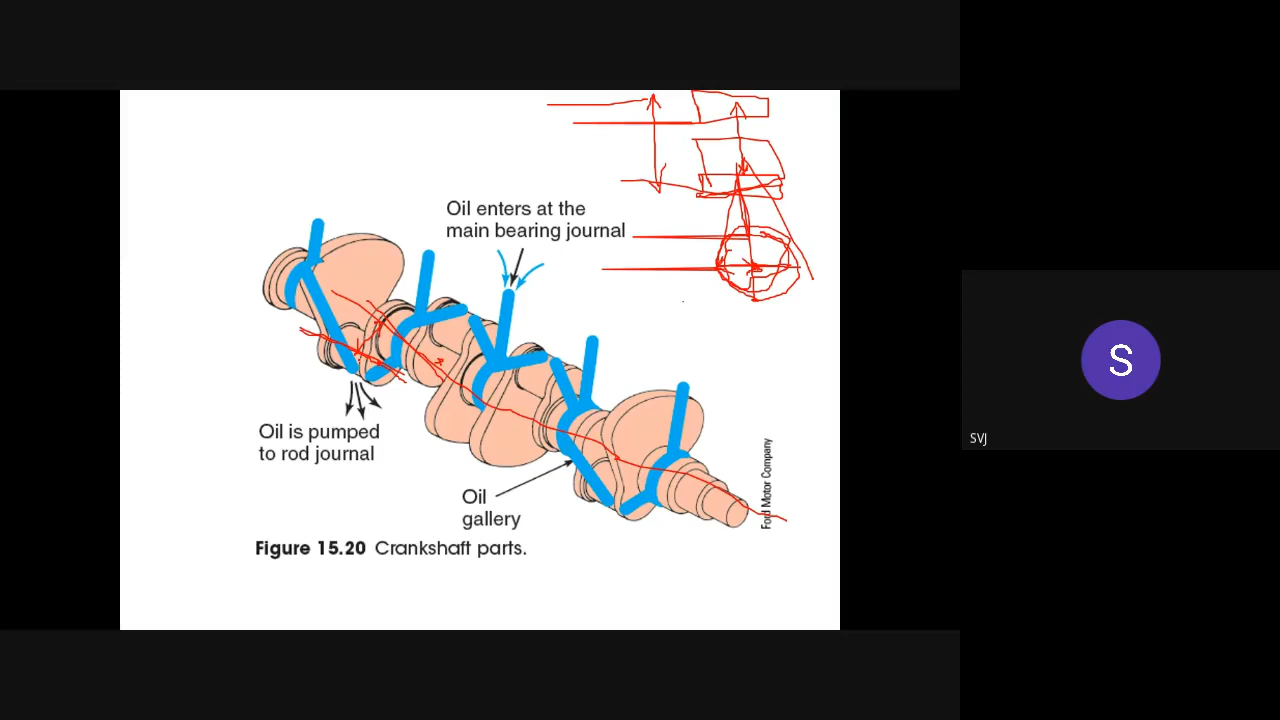 Oil enters at the
main bearing journal
Oil is pumped
to rod journal
Oil
gallery
Ford Motor Company
Figure 15.20 Crankshaft parts.
S
SVJ